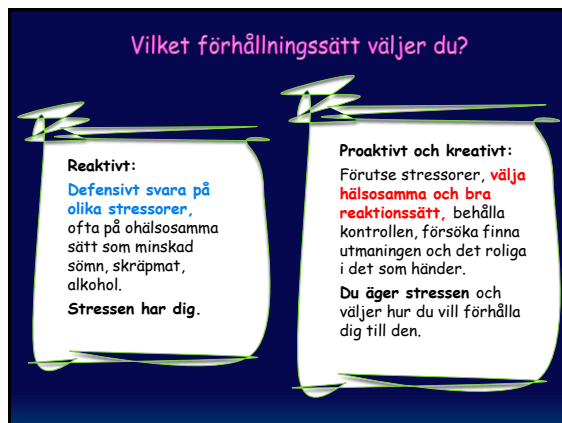 Vilket förhållningssätt väljer du?
Reaktivt:
Defensivt svara på
olika stressorer,
ofta på ohälsosamma
sätt som minskad
sömn, skräpmat,
alkohol.
Stressen har dig.
Proaktivt och kreativt:
Förutse stressorer, välja
hälsosamma och bra
reaktionssätt, behålla
kontrollen, försöka finna
utmaningen och det roliga
i det som händer.
Du äger stressen och
väljer hur du vill förhålla
dig till den.